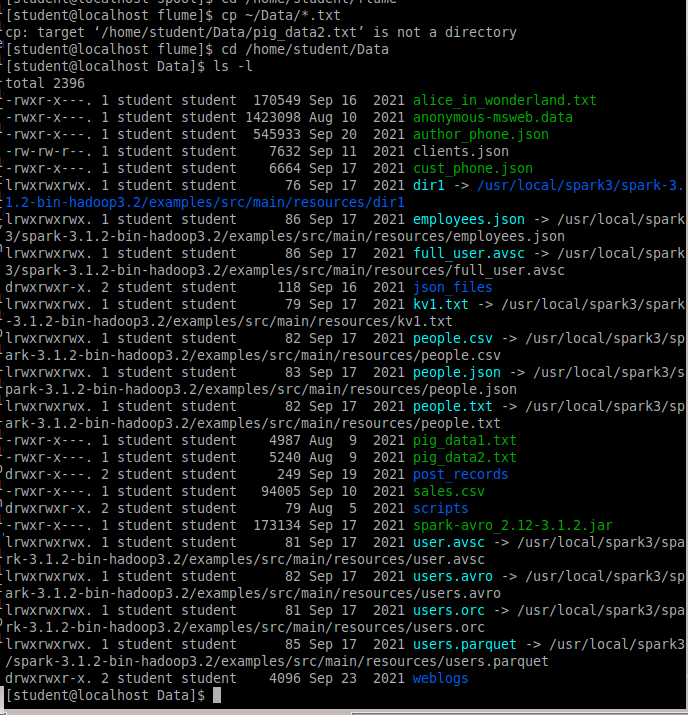 [student@localhost flume]$ cp ~/Data/*.txt
cp: target ‘/home/student/Data/pig_data2.txt’ is not a directory
[student@localhost flume]$ cd /home/student/Data
[student@localhost Data]$ ls -l
total 2396
-rwxr-x---. 1 student student  170549 Sep 16  2021 alice_in_wonderland.txt
-rwxr-x---. 1 student student 1423098 Aug 10  2021 anonymous-msweb.data
-rwxr-x---. 1 student student  545933 Sep 20  2021 author_phone.json
-rw-rw-r--. 1 student student    7632 Sep 11  2021 clients.json
-rwxr-x---. 1 student student    6664 Sep 17  2021 cust_phone.json
lrwxrwxrwx. 1 student student      76 Sep 17  2021 dir1 -> /usr/local/spark3/spark-3.
1.2-bin-hadoop3.2/examples/src/main/resources/dir1
lrwxrwxrwx. 1 student student      86 Sep 17  2021 employees.json -> /usr/local/spark
3/spark-3.1.2-bin-hadoop3.2/examples/src/main/resources/employees.json
lrwxrwxrwx. 1 student student      86 Sep 17  2021 full_user.avsc -> /usr/local/spark
3/spark-3.1.2-bin-hadoop3.2/examples/src/main/resources/full_user.avsc
drwxrwxr-x. 2 student student     118 Sep 16  2021 json_files
lrwxrwxrwx. 1 student student      79 Sep 17  2021 kv1.txt -> /usr/local/spark3/spark
-3.1.2-bin-hadoop3.2/examples/src/main/resources/kv1.txt
lrwxrwxrwx. 1 student student      82 Sep 17  2021 people.csv -> /usr/local/spark3/sp
ark-3.1.2-bin-hadoop3.2/examples/src/main/resources/people.csv
lrwxrwxrwx. 1 student student      83 Sep 17  2021 people.json -> /usr/local/spark3/s
park-3.1.2-bin-hadoop3.2/examples/src/main/resources/people.json
lrwxrwxrwx. 1 student student      82 Sep 17  2021 people.txt -> /usr/local/spark3/sp
ark-3.1.2-bin-hadoop3.2/examples/src/main/resources/people.txt
-rwxr-x---. 1 student student    4987 Aug  9  2021 pig_data1.txt
-rwxr-x---. 1 student student    5240 Aug  9  2021 pig_data2.txt
drwxrwxr-x. 2 student student     249 Sep 19  2021 post_records
-rwxr-x---. 1 student student   94005 Sep 10  2021 sales.csv
drwxrwxr-x. 2 student student      79 Aug  5  2021 scripts
-rwxr-x---. 1 student student  173134 Sep 17  2021 spark-avro_2.12-3.1.2.jar
lrwxrwxrwx. 1 student student      81 Sep 17  2021 user.avsc -> /usr/local/spark3/spa
rk-3.1.2-bin-hadoop3.2/examples/src/main/resources/user.avsc
lrwxrwxrwx. 1 student student      82 Sep 17  2021 users.avro -> /usr/local/spark3/sp
ark-3.1.2-bin-hadoop3.2/examples/src/main/resources/users.avro
lrwxrwxrwx. 1 student student      81 Sep 17  2021 users.orc -> /usr/local/spark3/spa
rk-3.1.2-bin-hadoop3.2/examples/src/main/resources/users.orc
lrwxrwxrwx. 1 student student      85 Sep 17  2021 users.parquet -> /usr/local/spark3
/spark-3.1.2-bin-hadoop3.2/examples/src/main/resources/users.parquet
drwxrwxr-x. 2 student student    4096 Sep 23  2021 weblogs
[student@localhost Data]$